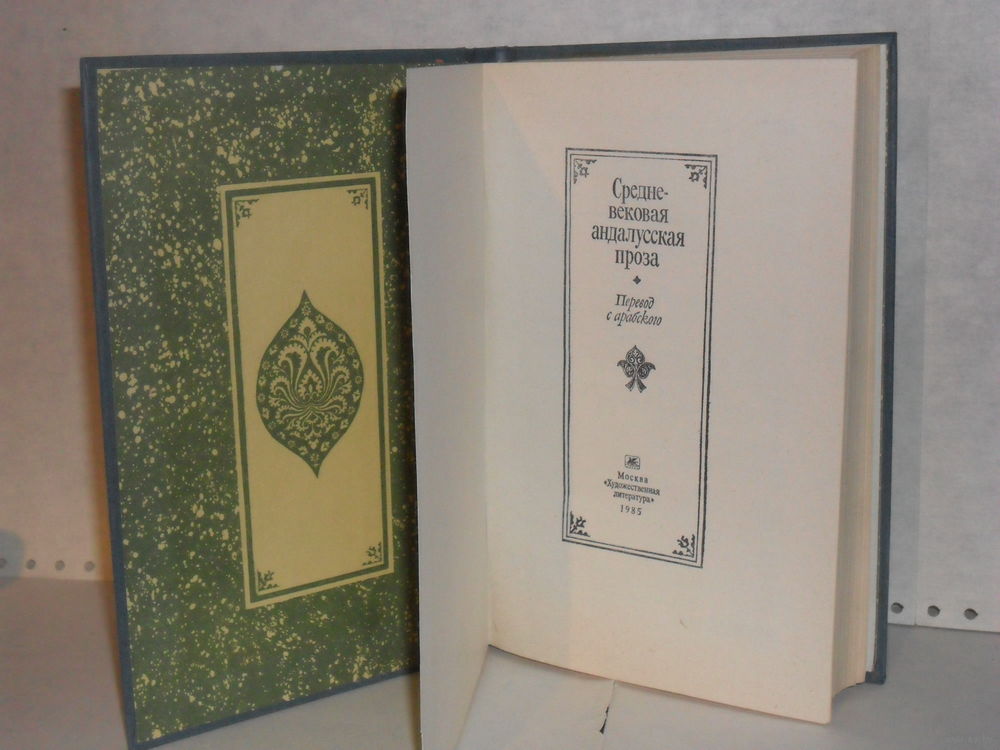 Средне-
вековая
андалусская
проза
Перевод
с арабского
Москва
«Художественная
литература»
1985